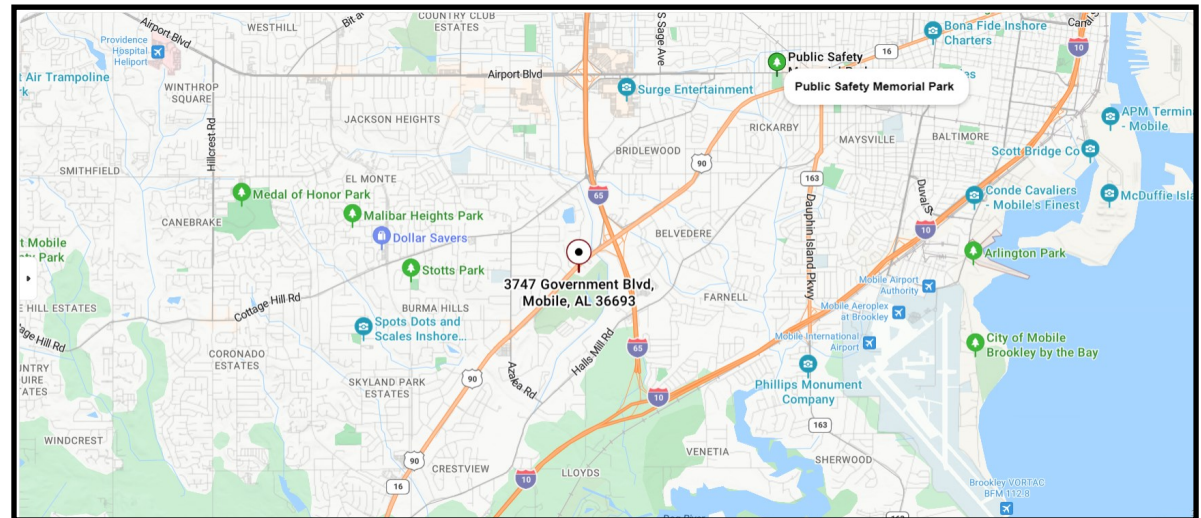 COUNTRY CLUB
ESTATES
WESTHILL
Bit a
S Sage Ave
Canal S
Airport Blvd
Providence
Hospital
Heliport
Bona Fide Inshore
Charters
10
16
Public Safety
Public Safety Memorial Park
Air Trampoline
Airport Blvd
Surge Entertainment
WINTHROP
SQUARE
JACKSON HEIGHTS
RICKARBY
APM Termin
- Mobile
Hillcrest Rd
BRIDLEWOOD
MAYSVILLE
BALTIMORE
Scott Bridge Co
90
SMITHFIELD
EL MONTE
163
Medal of Honor Park
65
Duval St
Conde Cavaliers
- Mobile's Finest
McDuffie Isla
Malibar Heights Park
CANEBRAKE
Dollar Savers
BELVEDERE
10
t Mobile
Park
Dauphin Island Pkwy
Arlington Park
Stotts Park
3747 Government Blvd,
Mobile, AL 36693
Mobile Airport
Authority
E HILL ESTATES
Cottage Hill Rd
BURMA HILLS
FARNELL
Mobile Aeroplex
at Brookley
Spots Dots and
Scales Inshore...
age Hill Rd
Halls Mill Rd
65
Mobile International
Airport
City of Mobile
Brookley by the Bay
CORONADO
ESTATES
NTRY
UIRE
ATES
SKYLAND PARK
ESTATES
90
Azalea Rd
10
Phillips Monument
Company
163
WINDCREST
90
CRESTVIEW
LLOYDS
VENETIA
SHERWOOD
16
10
Brookley VORTAC
BFM 112.8